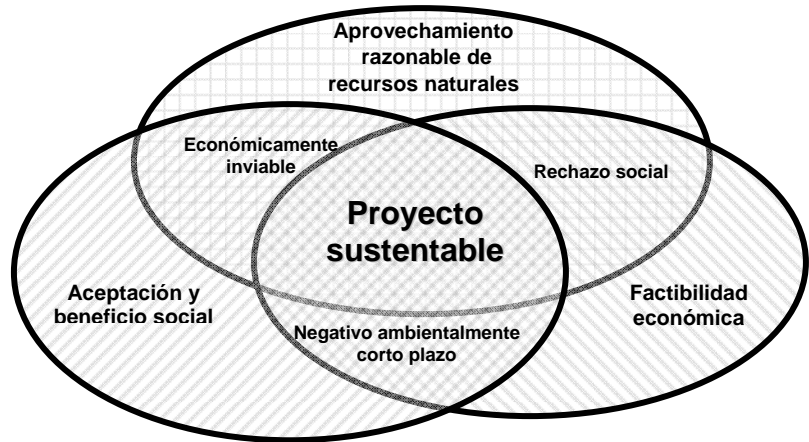 Aprovechamiento
razonable de
recursos naturales
Económicamente
inviable
Rechazo social
Proyecto
sustentable
Aceptación y
beneficio social
Factibilidad
económica
Negativo ambientalmente
corto plazo